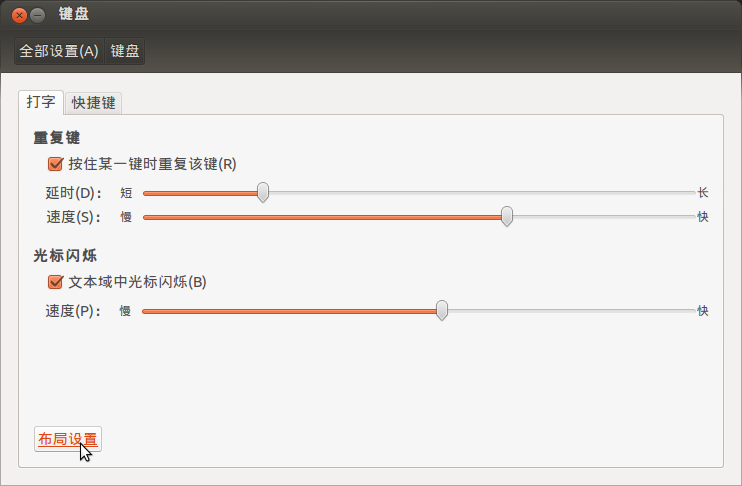 键盘
全部设置(A) 键盘
打字 快捷键
重复键
按住某一键时重复该键(R)
延时(D)： 短 长
速度(S)： 慢 快
光标闪烁
文本域中光标闪烁(B)
速度(P)： 慢 快
布局设置